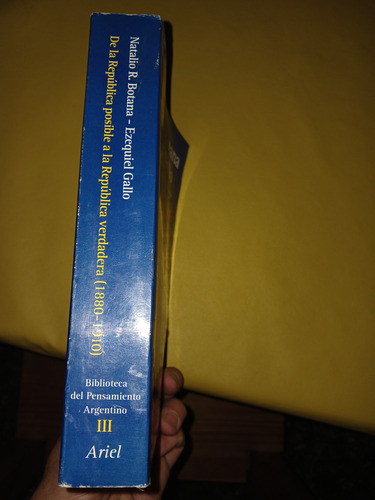 Natalio R. Botana - Ezequiel Gallo
De la República posible a la República verdadera (1880-1910)
Biblioteca
del Pensamiento
Argentino
III
Ariel